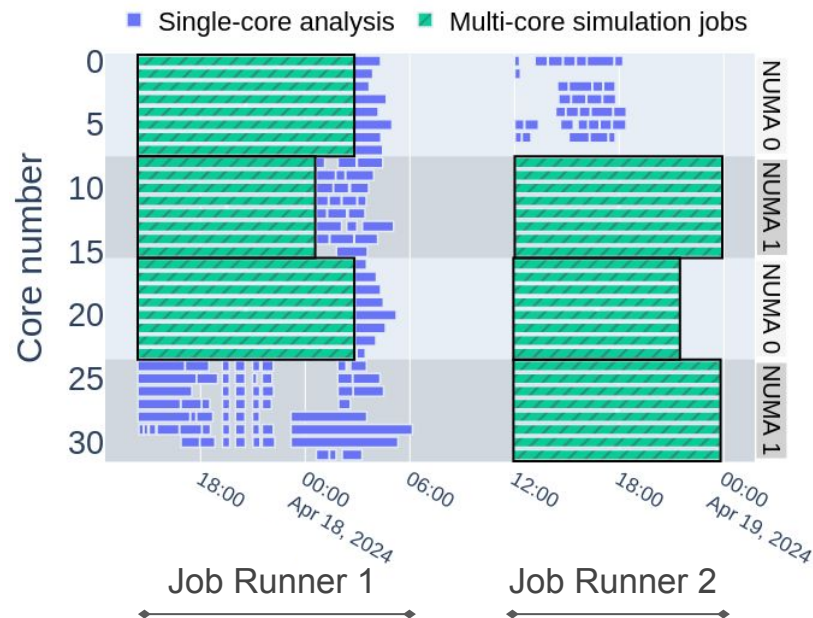 Single-core analysis
Multi-core simulation jobs
Core number
0
5
10
15
20
25
30
NUMA 0
NUMA 1
NUMA 0
NUMA 1
18:00
00:00
Apr 18, 2024
06:00
12:00
18:00
00:00
Apr 19, 2024
Job Runner 1
Job Runner 2